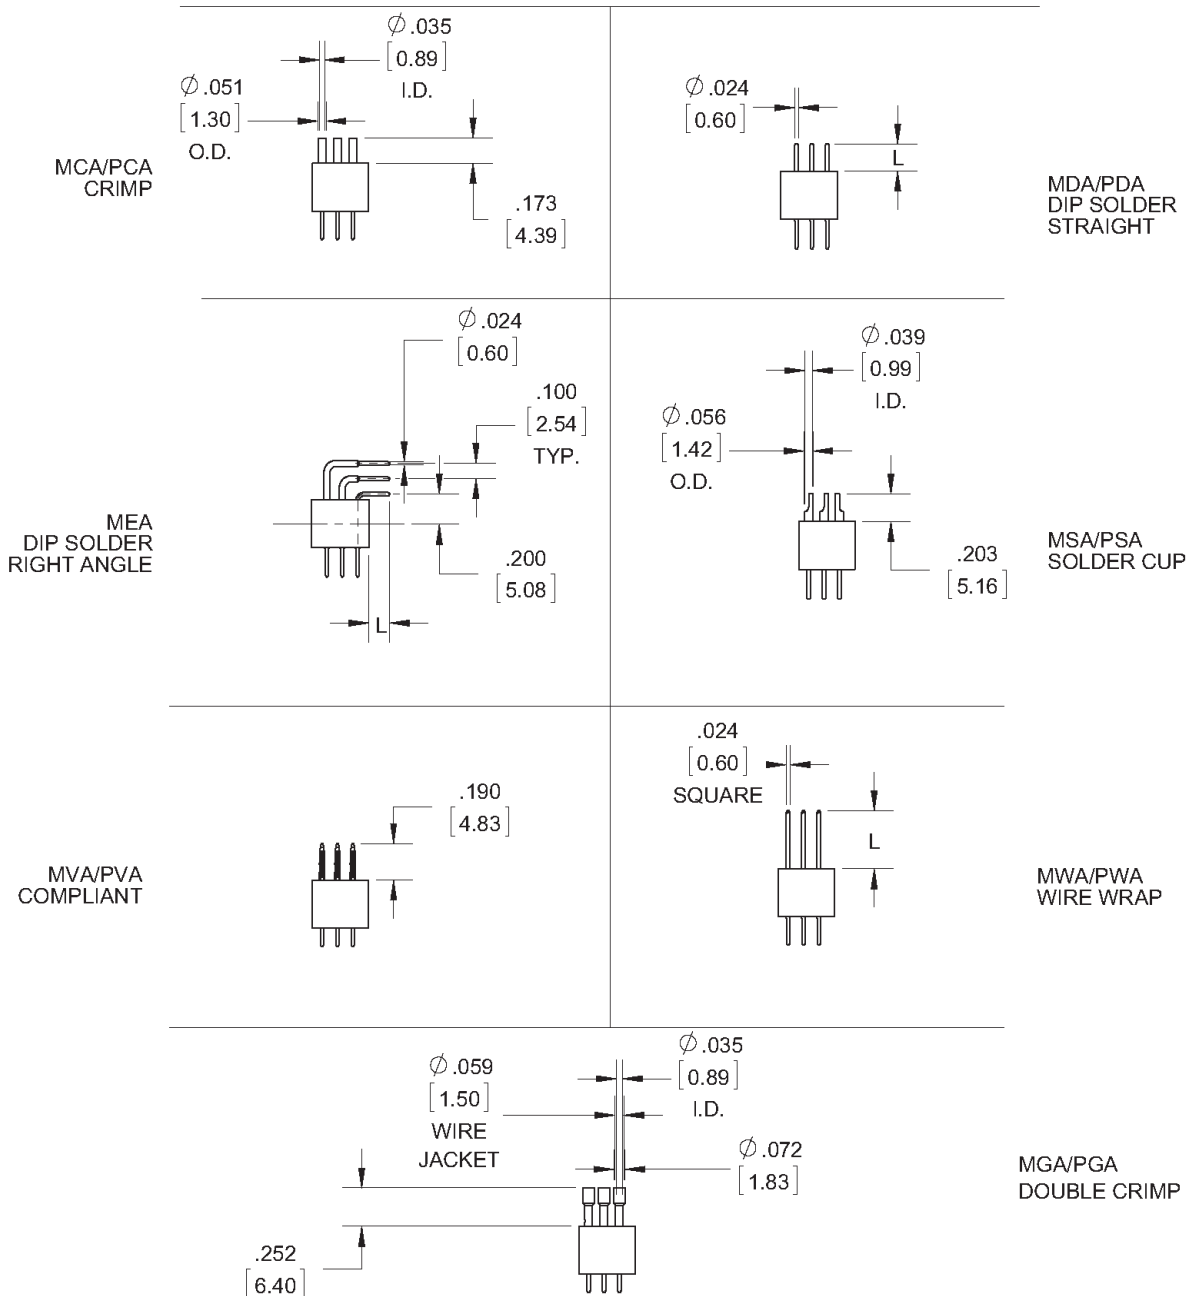 Ø.035
[0.89]
I.D.
Ø.051
[1.30]
O.D.
MCA/PCA
CRIMP
.173
[4.39]
Ø.024
[0.60]
L
MDA/PDA
DIP SOLDER
STRAIGHT
Ø.024
[0.60]
.100
[2.54]
TYP.
MEA
DIP SOLDER
RIGHT ANGLE
.200
[5.08]
L
Ø.039
[0.99]
I.D.
Ø.056
[1.42]
O.D.
MSA/PSA
SOLDER CUP
.203
[5.16]
.190
[4.83]
MVA/PVA
COMPLIANT
.024
[0.60]
SQUARE
L
MWA/PWA
WIRE WRAP
Ø.035
[0.89]
I.D.
Ø.059
[1.50]
WIRE
JACKET
Ø.072
[1.83]
MGA/PGA
DOUBLE CRIMP
.252
[6.40]